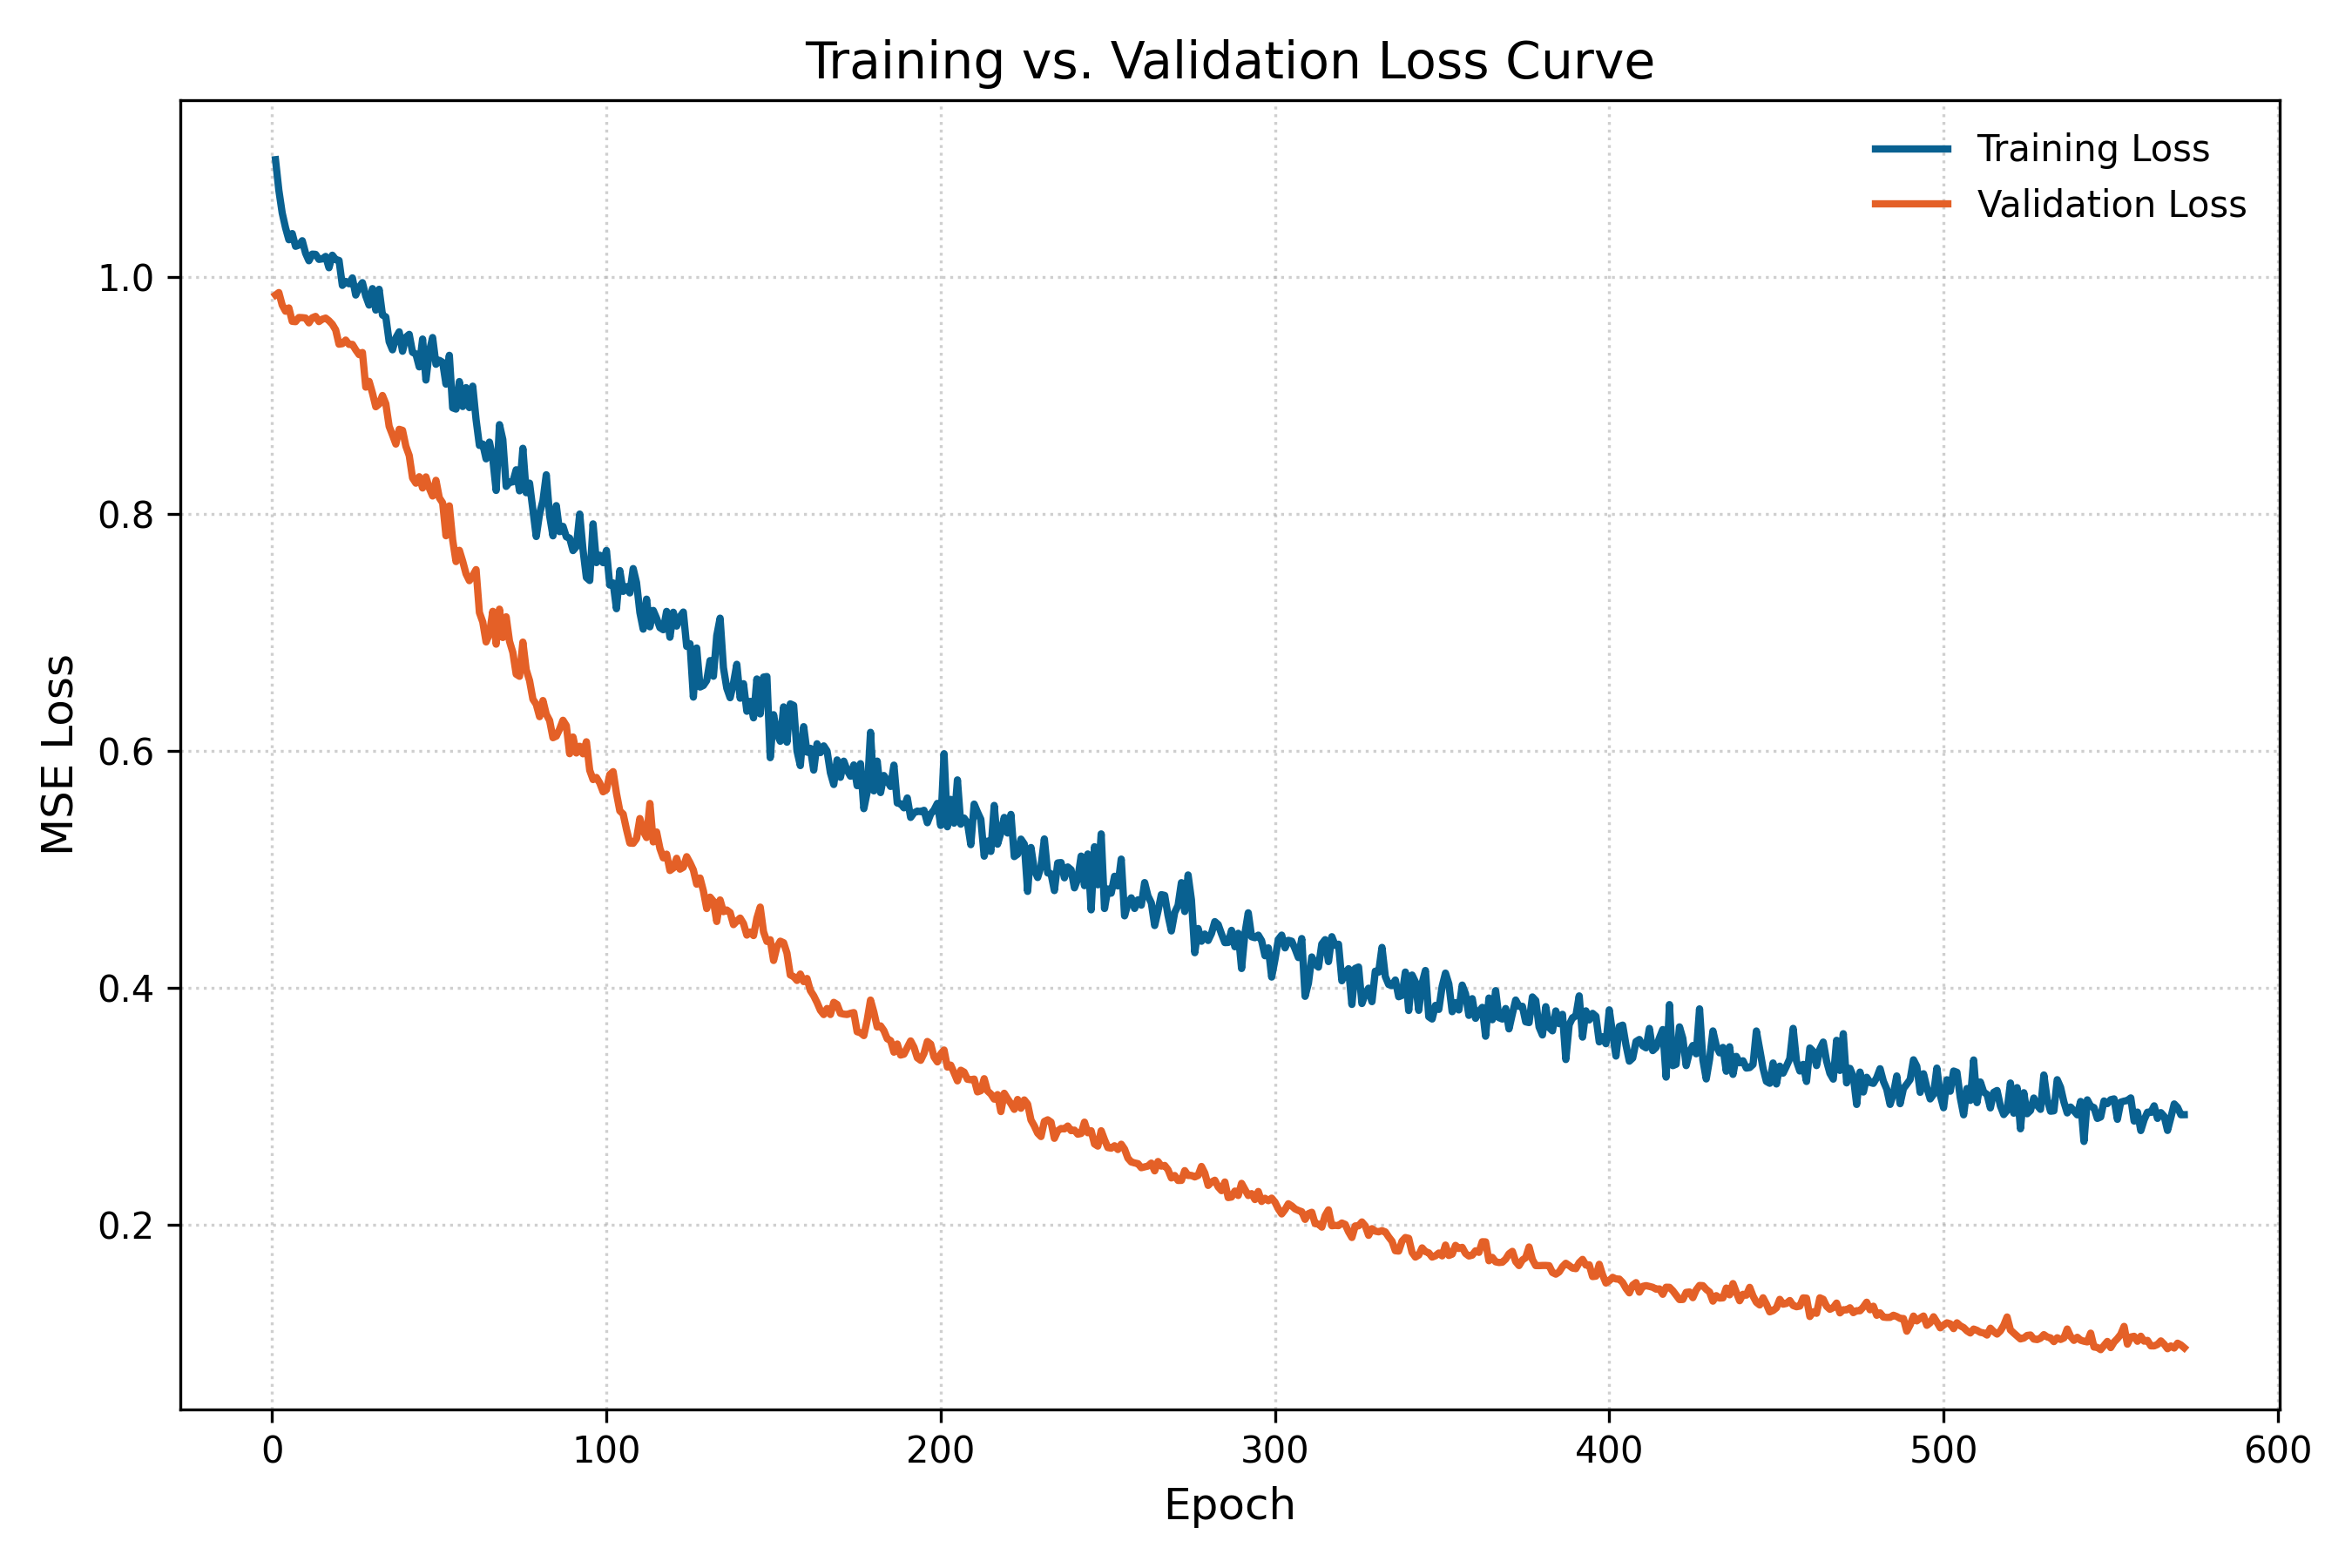 Training vs. Validation Loss Curve
Training Loss
Validation Loss
1.0
0.8
0.6
0.4
0.2
MSE Loss
0 100 200 300 400 500 600
Epoch